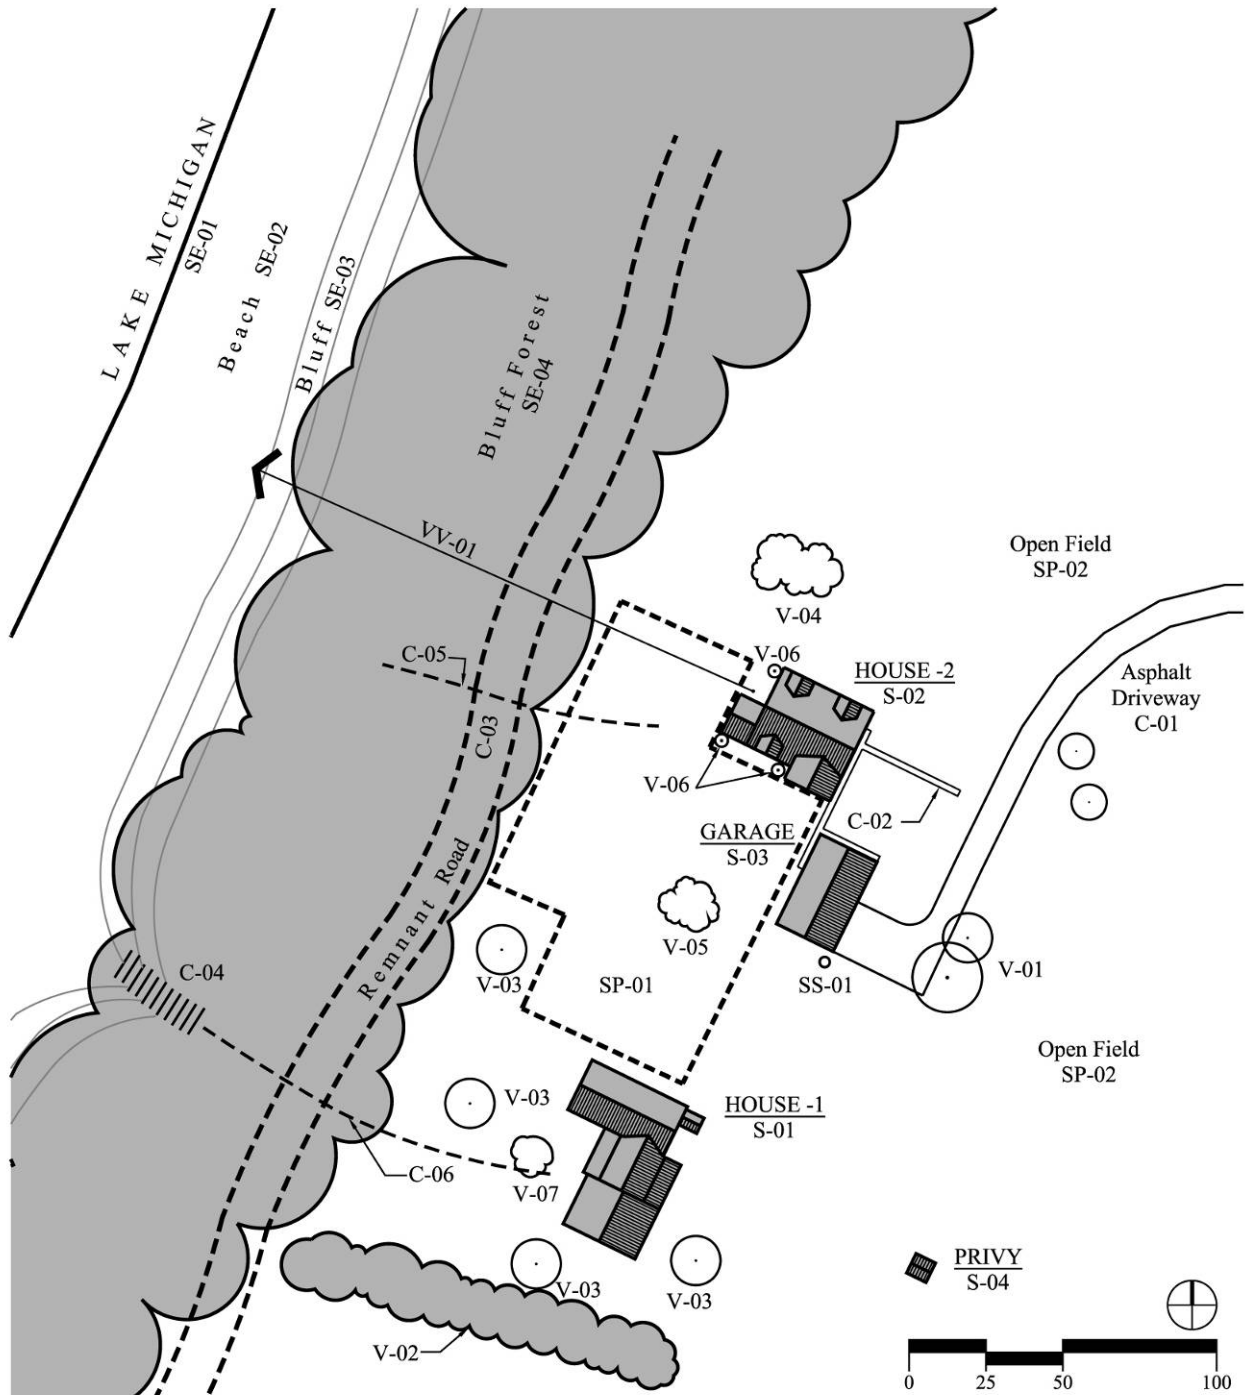 LAKE MICHIGAN
SE-01
Beach SE-02
Bluff SE-03
Bluff Forest
SE-04
VV-01
Open Field
SP-02
V-04
C-05
V-06
HOUSE -2
S-02
Asphalt
Driveway
C-01
C-03
V-06
C-02
GARAGE
S-03
Remnant Road
V-05
C-04
V-03
SP-01
SS-01
V-01
Open Field
SP-02
V-03
HOUSE -1
S-01
C-06
V-07
PRIVY
S-04
V-03
V-03
V-02
0 25 50 100